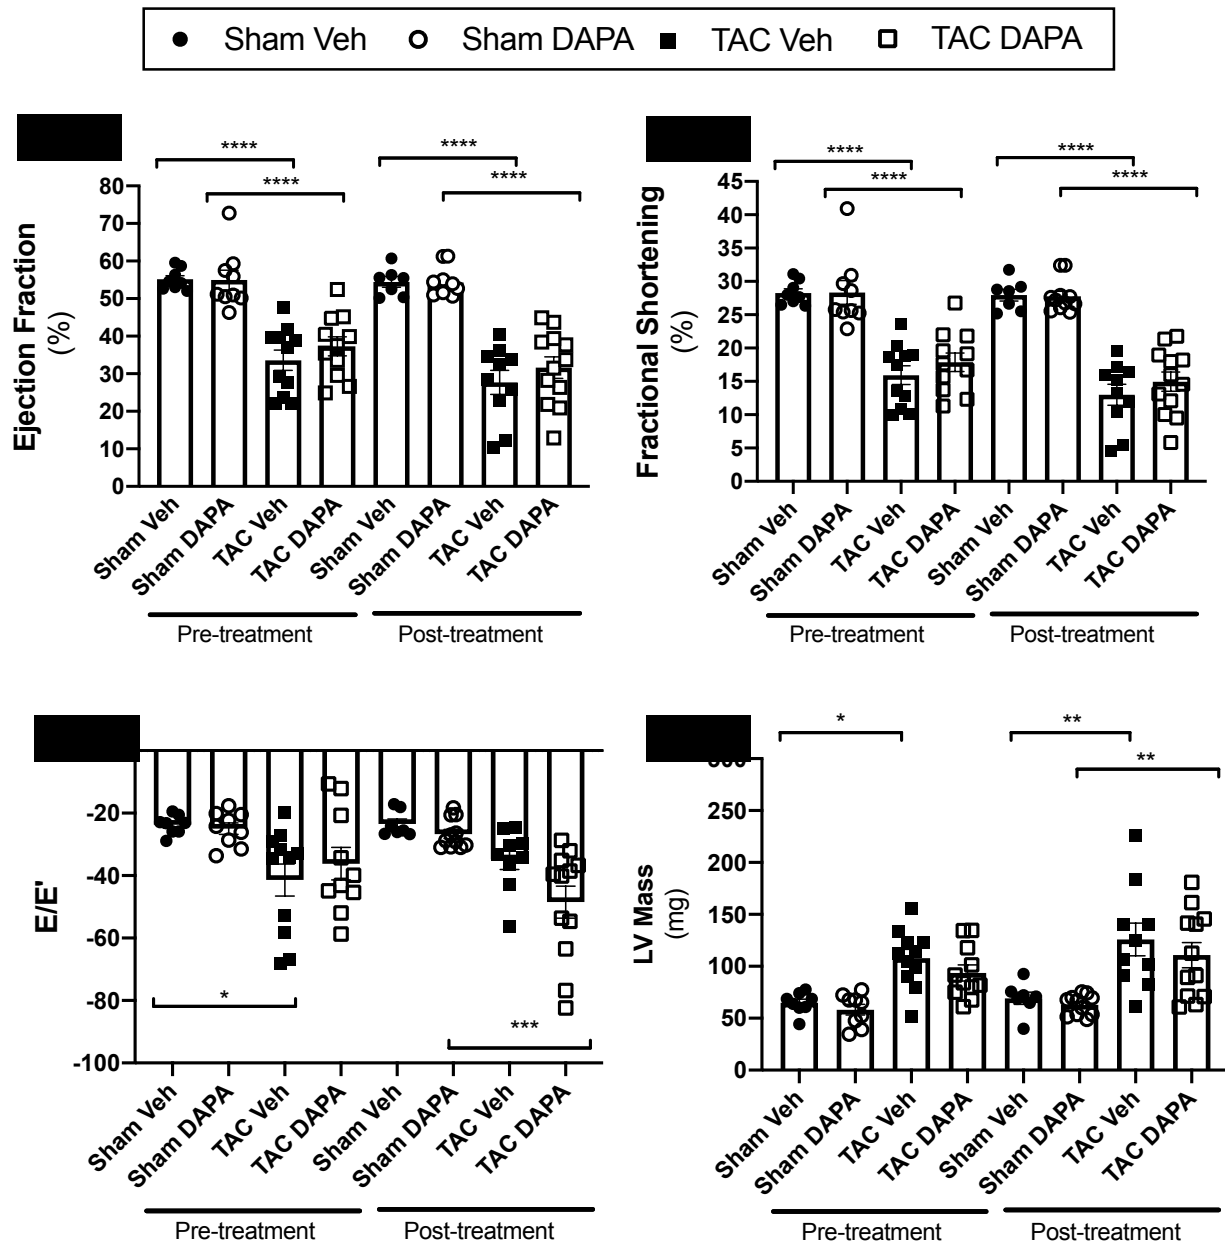 Sham Veh Sham DAPA TAC Veh TAC DAPA
**** ****
**** ****
Ejection Fraction
(%)
80
70
60
50
40
30
20
10
0
Sham Veh
Sham DAPA
TAC Veh
TAC DAPA
Sham Veh
Sham DAPA
TAC Veh
TAC DAPA
Pre-treatment Post-treatment
**** ****
**** ****
Fractional Shortening
(%)
45
40
35
30
25
20
15
10
5
0
Sham Veh
Sham DAPA
TAC Veh
TAC DAPA
Sham Veh
Sham DAPA
TAC Veh
TAC DAPA
Pre-treatment Post-treatment
E/E'
-20
-40
-60
-80
-100
*
***
Sham Veh
Sham DAPA
TAC Veh
TAC DAPA
Sham Veh
Sham DAPA
TAC Veh
TAC DAPA
Pre-treatment Post-treatment
* **
**
LV Mass
(mg)
250
200
150
100
50
0
Sham Veh
Sham DAPA
TAC Veh
TAC DAPA
Sham Veh
Sham DAPA
TAC Veh
TAC DAPA
Pre-treatment Post-treatment